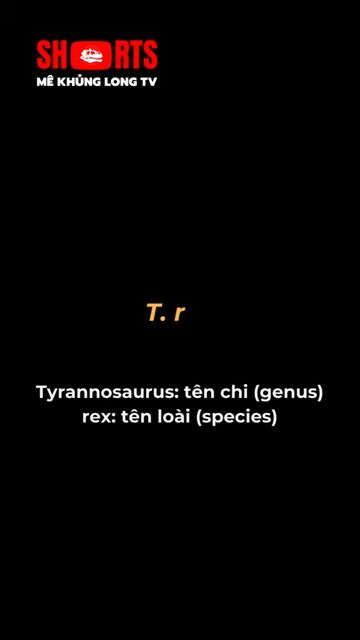 SHORTS
MÊ KHỦNG LONG TV
T. r
Tyrannosaurus: tên chi (genus)
rex: tên loài (species)